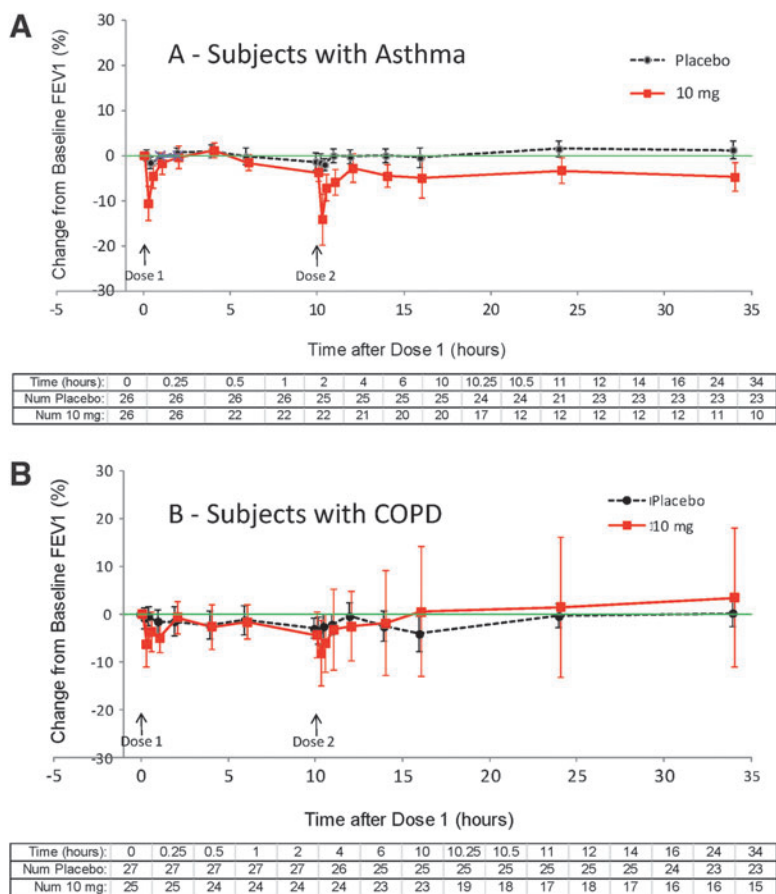 A
A - Subjects with Asthma
Placebo
10 mg
Change from Baseline FEV1 (%)
30
20
10
0
-10
-20
-30
Dose 1
Dose 2
-5 0 5 10 15 20 25 30 35
Time after Dose 1 (hours)
Time (hours): 0 0.25 0.5 1 2 4 6 10 10.25 10.5 11 12 14 16 24 34
Num Placebo: 26 26 26 26 25 25 25 25 24 24 21 23 23 23 23 23
Num 10 mg: 26 26 22 22 22 21 20 20 17 12 12 12 12 12 11 10
B
B - Subjects with COPD
Placebo
10 mg
Change from Baseline FEV1 (%)
30
20
10
0
-10
-20
-30
Dose 1
Dose 2
-5 0 5 10 15 20 25 30 35
Time after Dose 1 (hours)
Time (hours): 0 0.25 0.5 1 2 4 6 10 10.25 10.5 11 12 14 16 24 34
Num Placebo: 27 27 27 27 27 26 25 25 25 25 25 25 25 24 23 23
Num 10 mg: 25 25 24 24 24 24 23 23 19 18 17 18 17 16 16 15